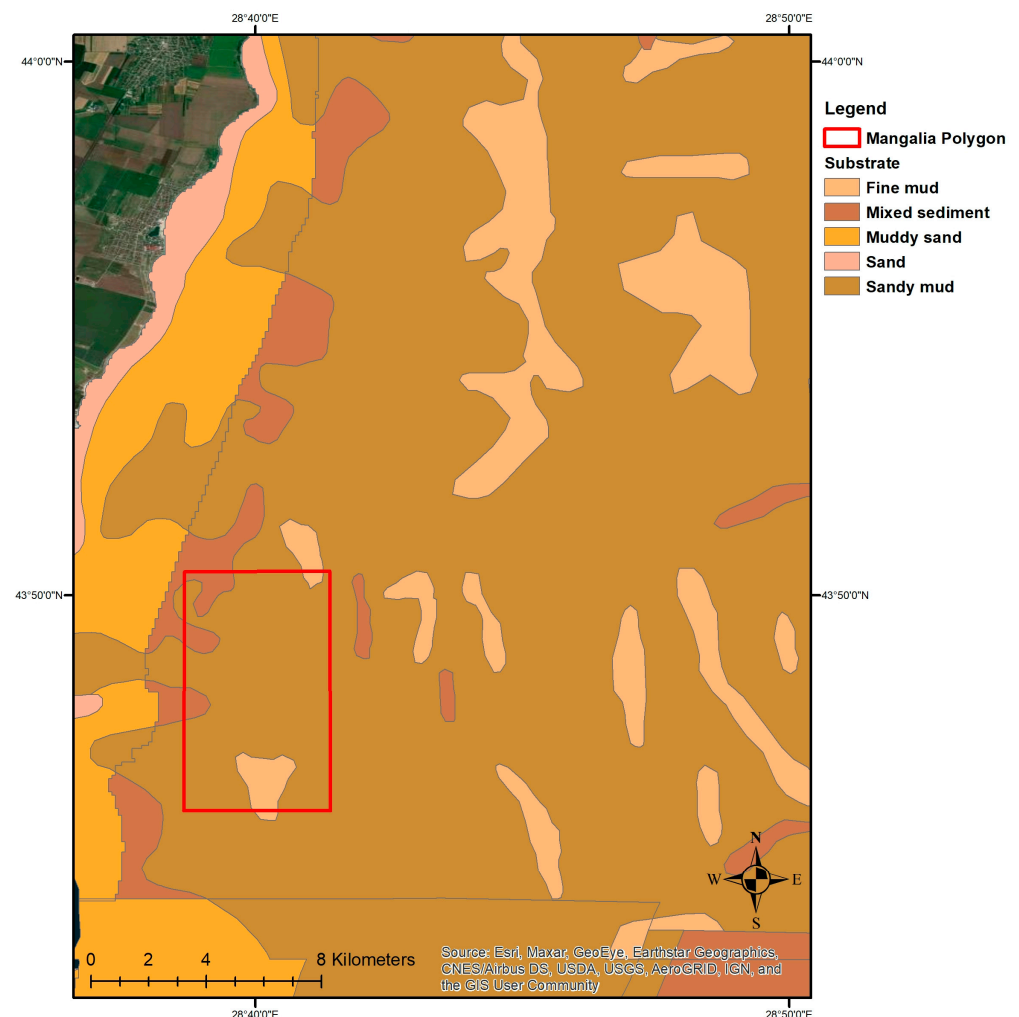 28°40'0"E
28°50'0"E
44°0'0"N
44°0'0"N
Legend
Mangalia Polygon
Substrate
Fine mud
Mixed sediment
Muddy sand
Sand
Sandy mud
43°50'0"N
43°50'0"N
N
W E
S
0 2 4 8 Kilometers
Source: Esri, Maxar, GeoEye, Earthstar Geographics,
CNES/Airbus DS, USDA, USGS, AeroGRID, IGN, and
the GIS User Community
28°40'0"E
28°50'0"E